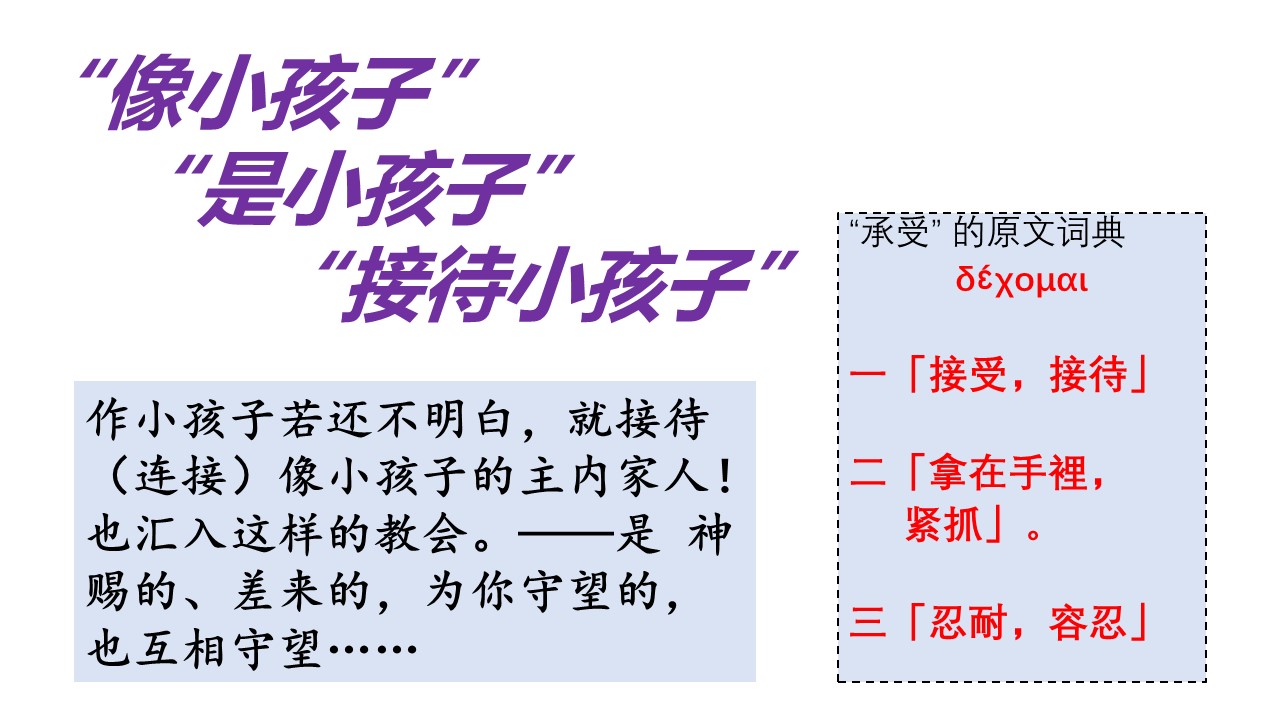 “像小孩子”
“是小孩子”
“接待小孩子”
作小孩子若还不明白，就接待
（连接）像小孩子的主内家人！
也汇入这样的教会。——是 神
赐的、差来的，为你守望的，
也互相守望……
“承受” 的原文词典
δέχομαι
一「接受，接待」
二「拿在手裡，
紧抓」。
三「忍耐，容忍」